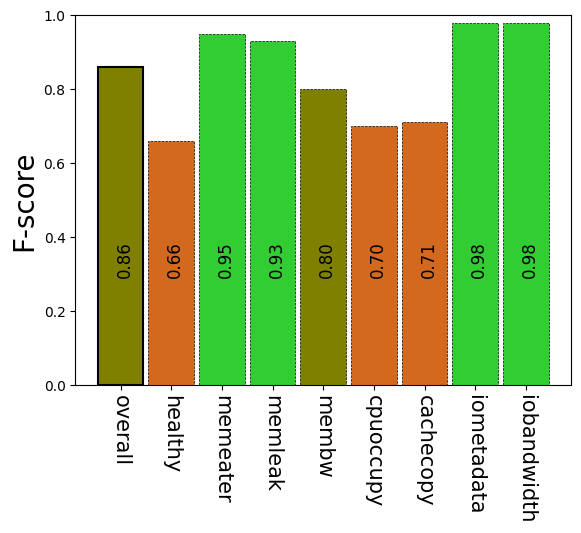 F-score
1.0
0.8
0.6
0.4
0.2
0.0
0.86
0.66
0.95
0.93
0.80
0.70
0.71
0.98
0.98
overall
healthy
memeater
memleak
membw
cpuoccupy
cachecopy
iometadata
iobandwidth